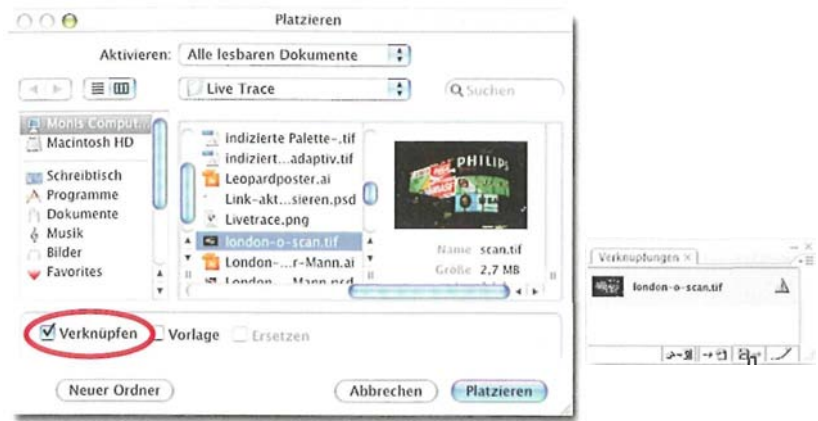 Platzieren
Aktivieren: Alle lesbaren Dokumente
Live Trace
Suchen
Monis Comput...
Macintosh HD
Schreibtisch
Programme
Dokumente
Musik
Bilder
Favorites
indizierte Palette-.tif
indiziert...adaptiv.tif
Leopardposter.ai
Link-akt...sieren.psd
Livetrace.png
london-o-scan.tif
London-...r-Mann.ai
London...Mann.psd
PHILIPS
Name scan.tif
Größe 2,7 MB
Verknüpfen Vorlage Ersetzen
Neuer Ordner Abbrechen Platzieren
Verknüpfungen ×
london-o-scan.tif